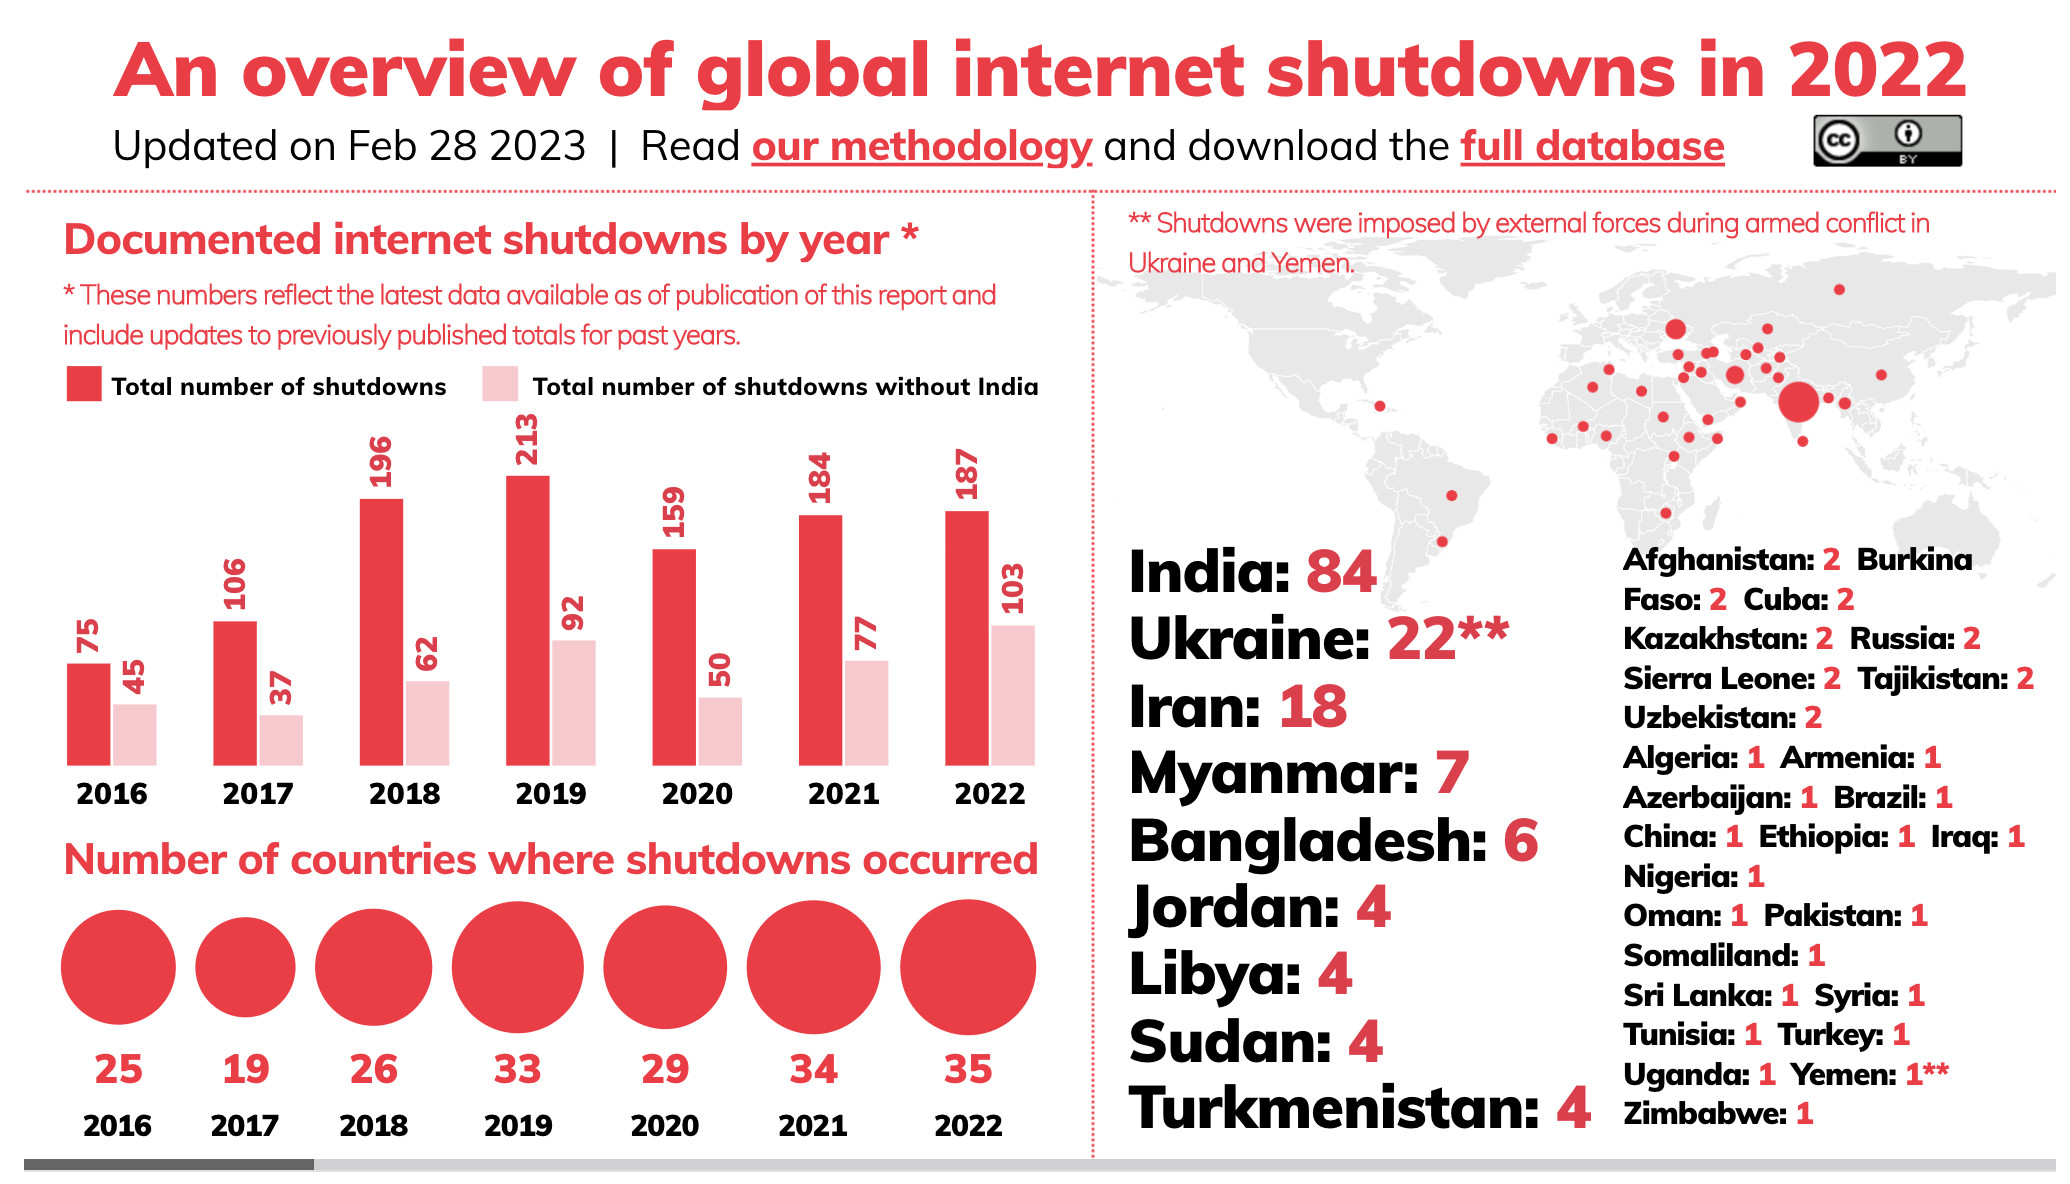 An overview of global internet shutdowns in 2022
Updated on Feb 28 2023 | Read our methodology and download the full database
cc
BY
Documented internet shutdowns by year *
* These numbers reflect the latest data available as of publication of this report and
include updates to previously published totals for past years.
Total number of shutdowns
Total number of shutdowns without India
75
45
106
37
196
62
213
92
159
50
184
77
187
103
2016
2017
2018
2019
2020
2021
2022
Number of countries where shutdowns occurred
25
19
26
33
29
34
35
2016
2017
2018
2019
2020
2021
2022
** Shutdowns were imposed by external forces during armed conflict in
Ukraine and Yemen.
India: 84
Ukraine: 22**
Iran: 18
Myanmar: 7
Bangladesh: 6
Jordan: 4
Libya: 4
Sudan: 4
Turkmenistan: 4
Afghanistan: 2 Burkina
Faso: 2 Cuba: 2
Kazakhstan: 2 Russia: 2
Sierra Leone: 2 Tajikistan: 2
Uzbekistan: 2
Algeria: 1 Armenia: 1
Azerbaijan: 1 Brazil: 1
China: 1 Ethiopia: 1 Iraq: 1
Nigeria: 1
Oman: 1 Pakistan: 1
Somaliland: 1
Sri Lanka: 1 Syria: 1
Tunisia: 1 Turkey: 1
Uganda: 1 Yemen: 1**
Zimbabwe: 1